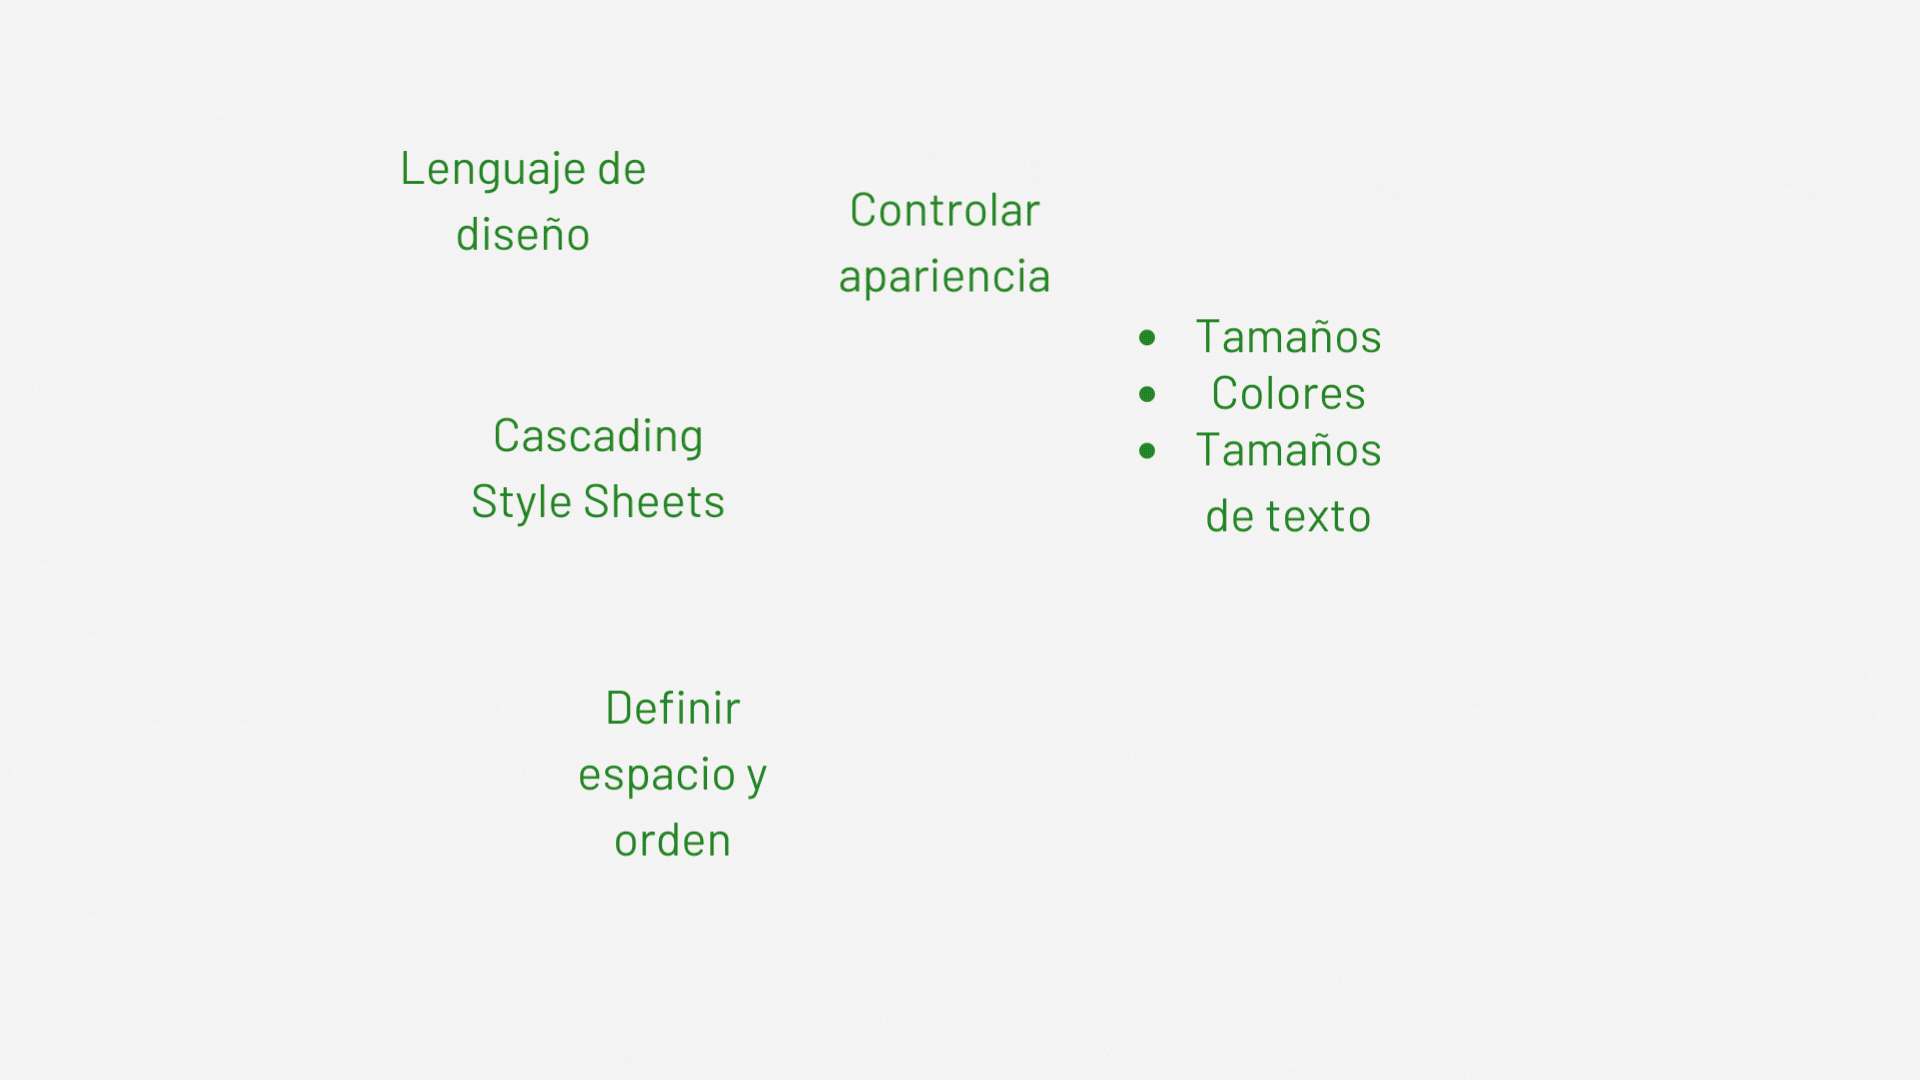 Lenguaje de
diseño
Controlar
apariencia
• Tamaños
• Colores
• Tamaños
de texto
Cascading
Style Sheets
Definir
espacio y
orden